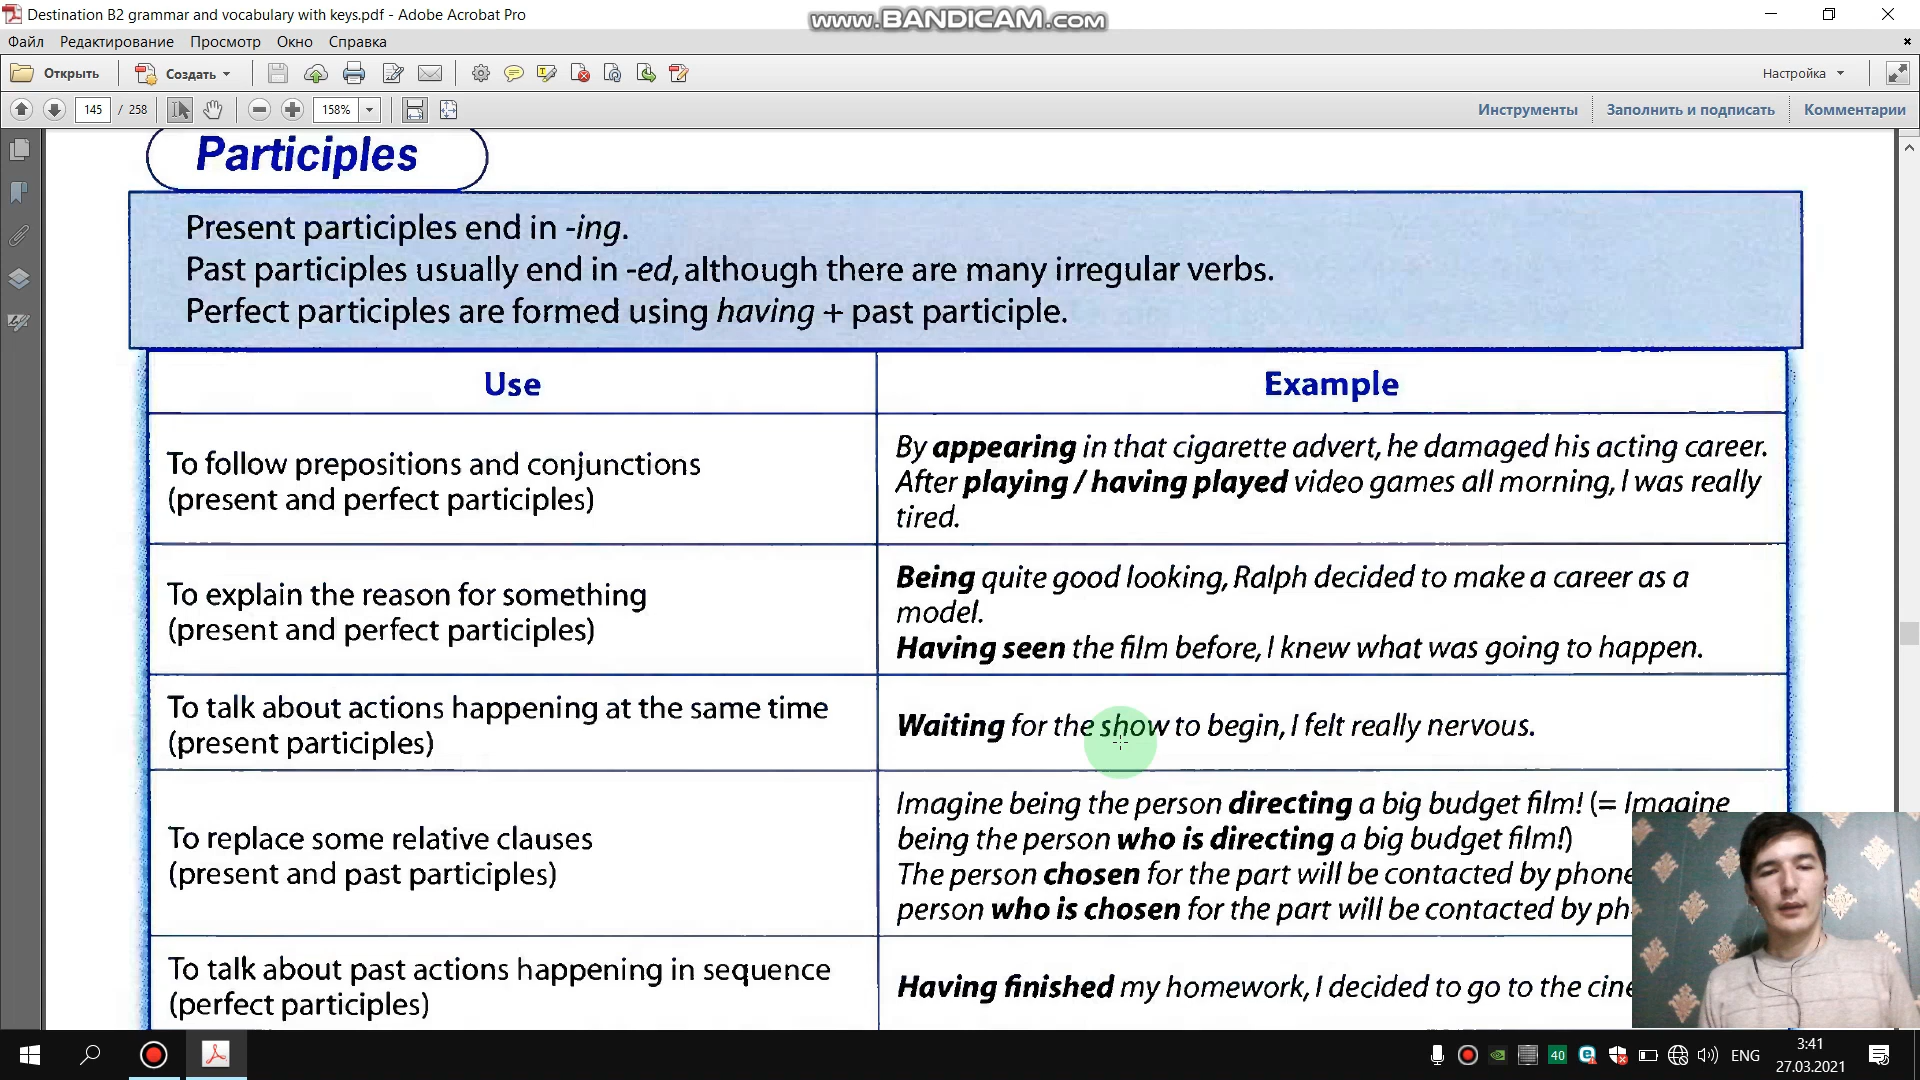 Destination B2 grammar and vocabulary with keys.pdf - Adobe Acrobat Pro
www.BANDICAM.com
Файл Редактирование Просмотр Окно Справка
Открыть Создать Настройка
145 / 258 158% Инструменты Заполнить и подписать Комментарии
Participles
Present participles end in -ing.
Past participles usually end in -ed, although there are many irregular verbs.
Perfect participles are formed using having + past participle.
Use Example
To follow prepositions and conjunctions
(present and perfect participles)
By appearing in that cigarette advert, he damaged his acting career.
After playing / having played video games all morning, I was really
tired.
To explain the reason for something
(present and perfect participles)
Being quite good looking, Ralph decided to make a career as a
model.
Having seen the film before, I knew what was going to happen.
To talk about actions happening at the same time
(present participles)
Waiting for the show to begin, I felt really nervous.
To replace some relative clauses
(present and past participles)
Imagine being the person directing a big budget film! (= Imagine
being the person who is directing a big budget film!)
The person chosen for the part will be contacted by phone
person who is chosen for the part will be contacted by ph
To talk about past actions happening in sequence
(perfect participles)
Having finished my homework, I decided to go to the cine
40 ENG 3:41
27.03.2021